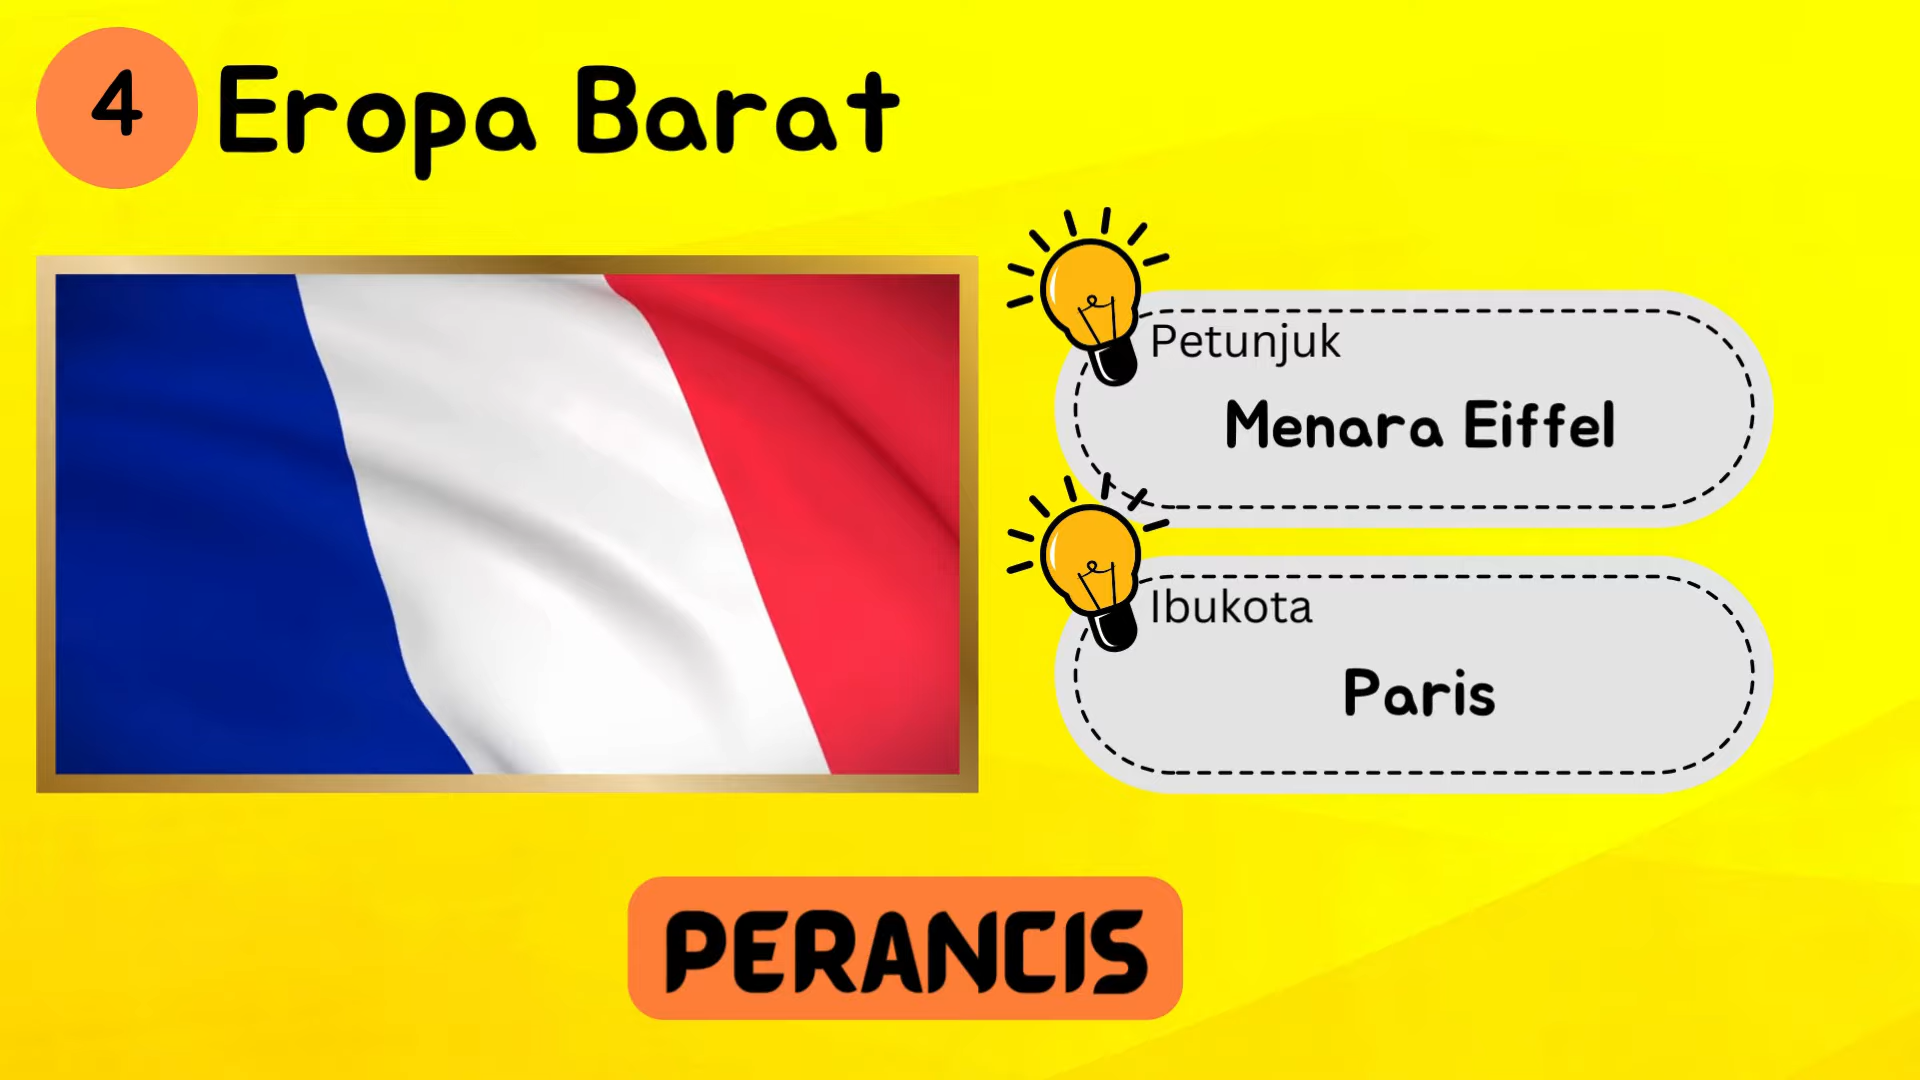 4 Eropa Barat
Petunjuk
Menara Eiffel
Ibukota
Paris
PERANCIS